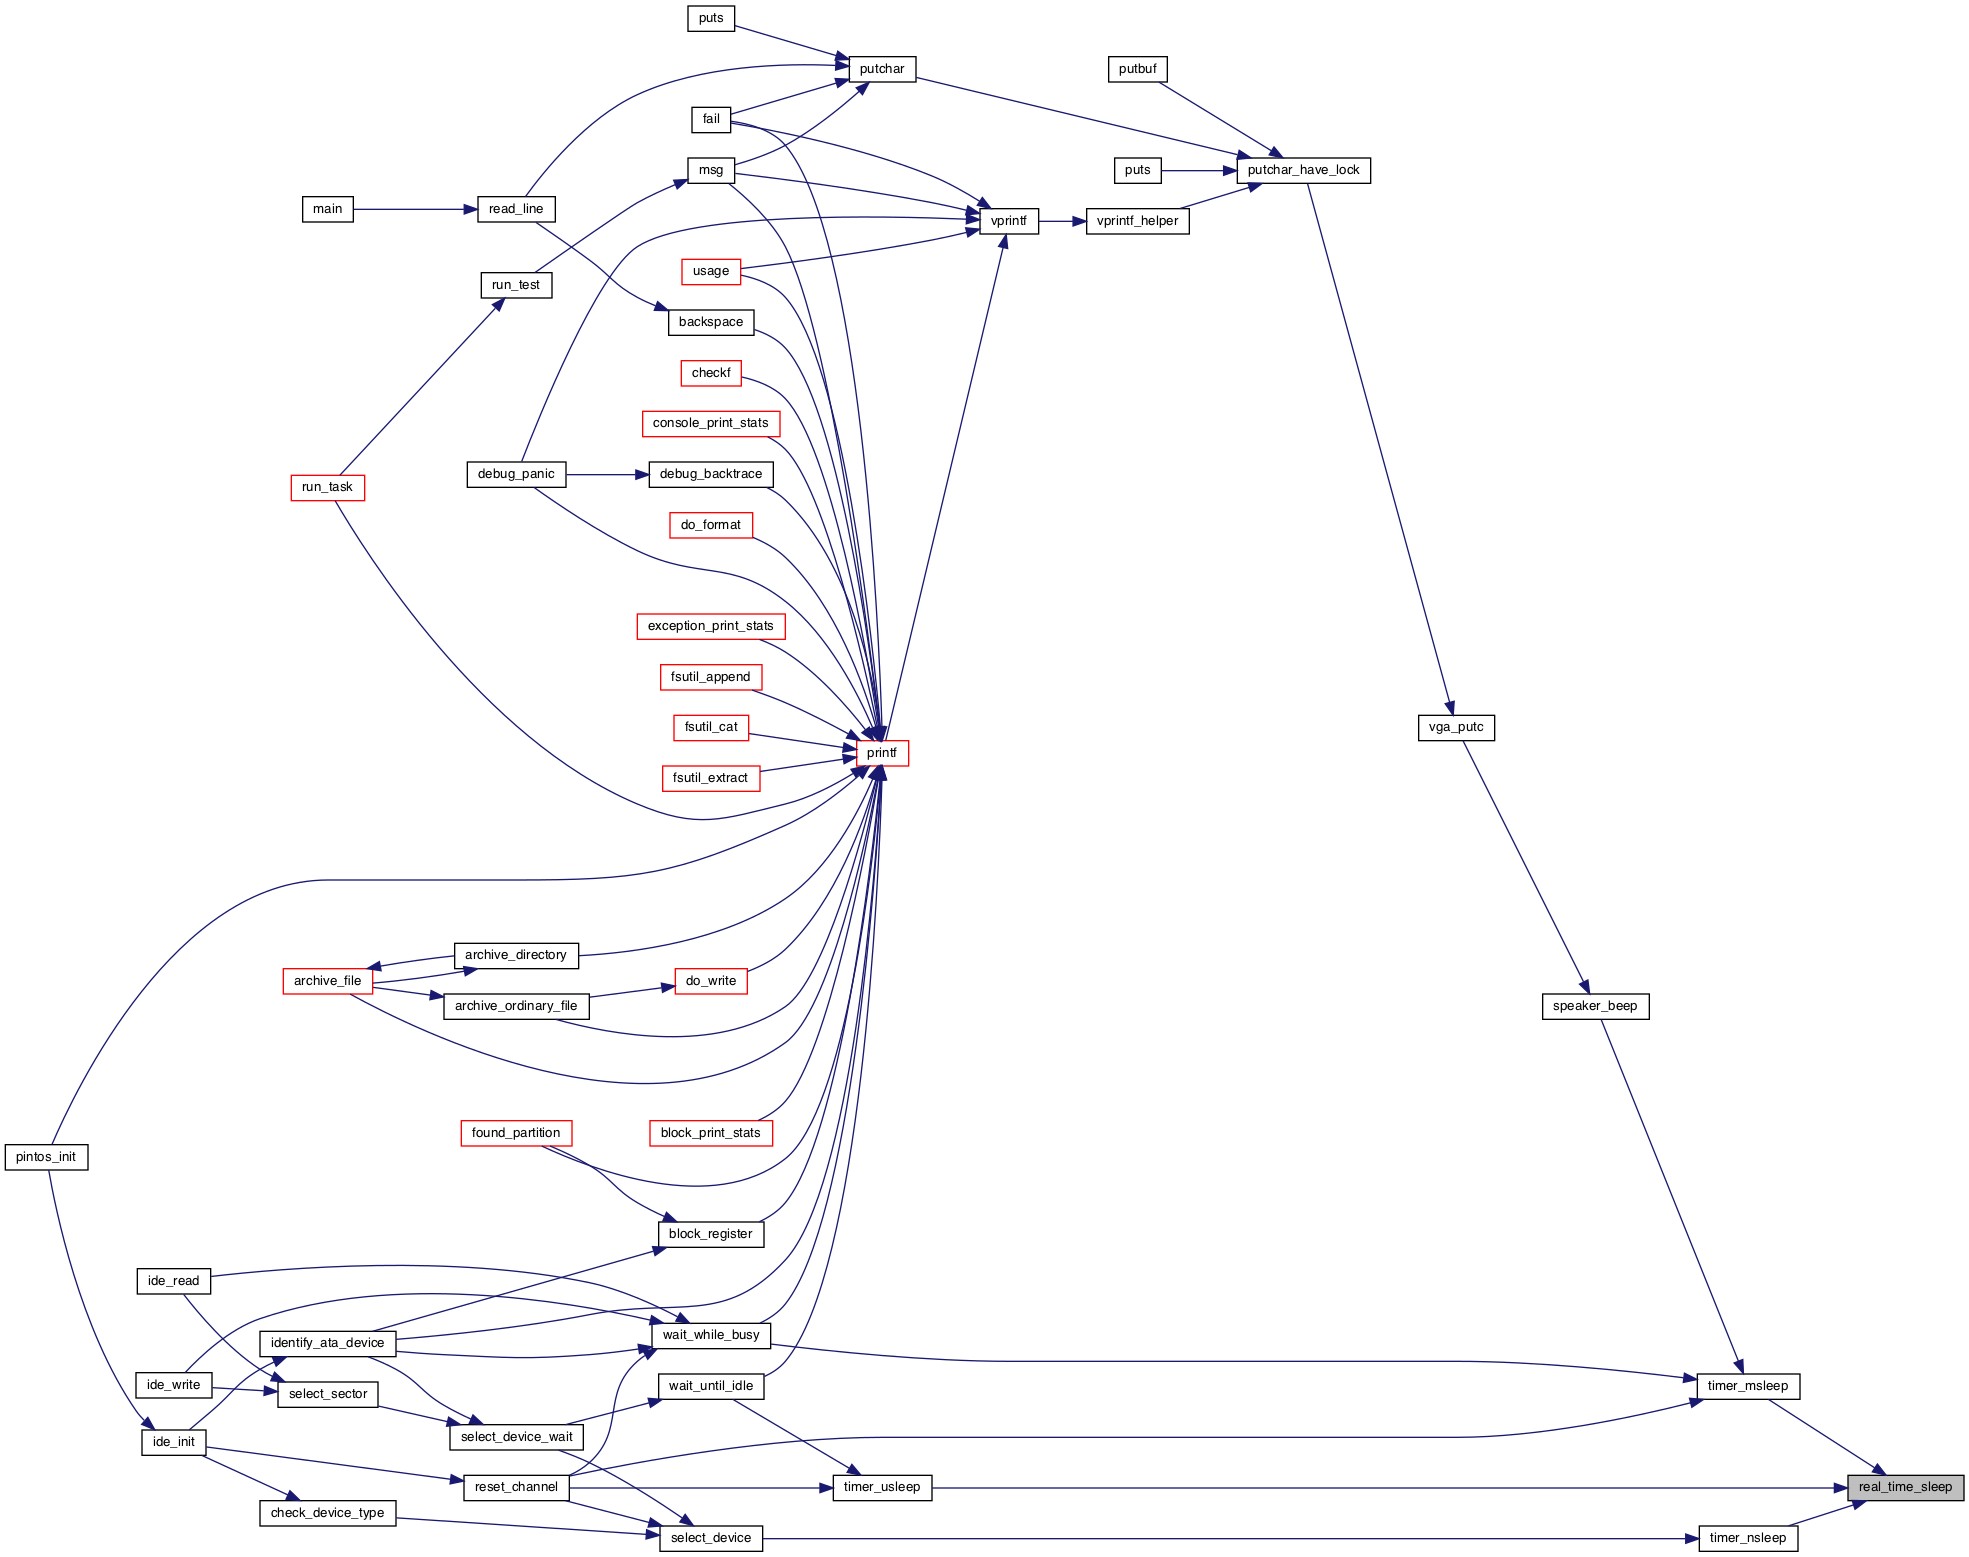 puts
putchar
putbuf
fail
msg
puts
putchar_have_lock
main
read_line
vprintf
vprintf_helper
usage
run_test
backspace
checkf
console_print_stats
debug_panic
debug_backtrace
run_task
do_format
exception_print_stats
fsutil_append
fsutil_cat
vga_putc
printf
fsutil_extract
archive_directory
archive_file
do_write
archive_ordinary_file
speaker_beep
found_partition
block_print_stats
pintos_init
block_register
ide_read
identify_ata_device
wait_while_busy
ide_write
select_sector
wait_until_idle
timer_msleep
ide_init
select_device_wait
reset_channel
timer_usleep
real_time_sleep
check_device_type
select_device
timer_nsleep